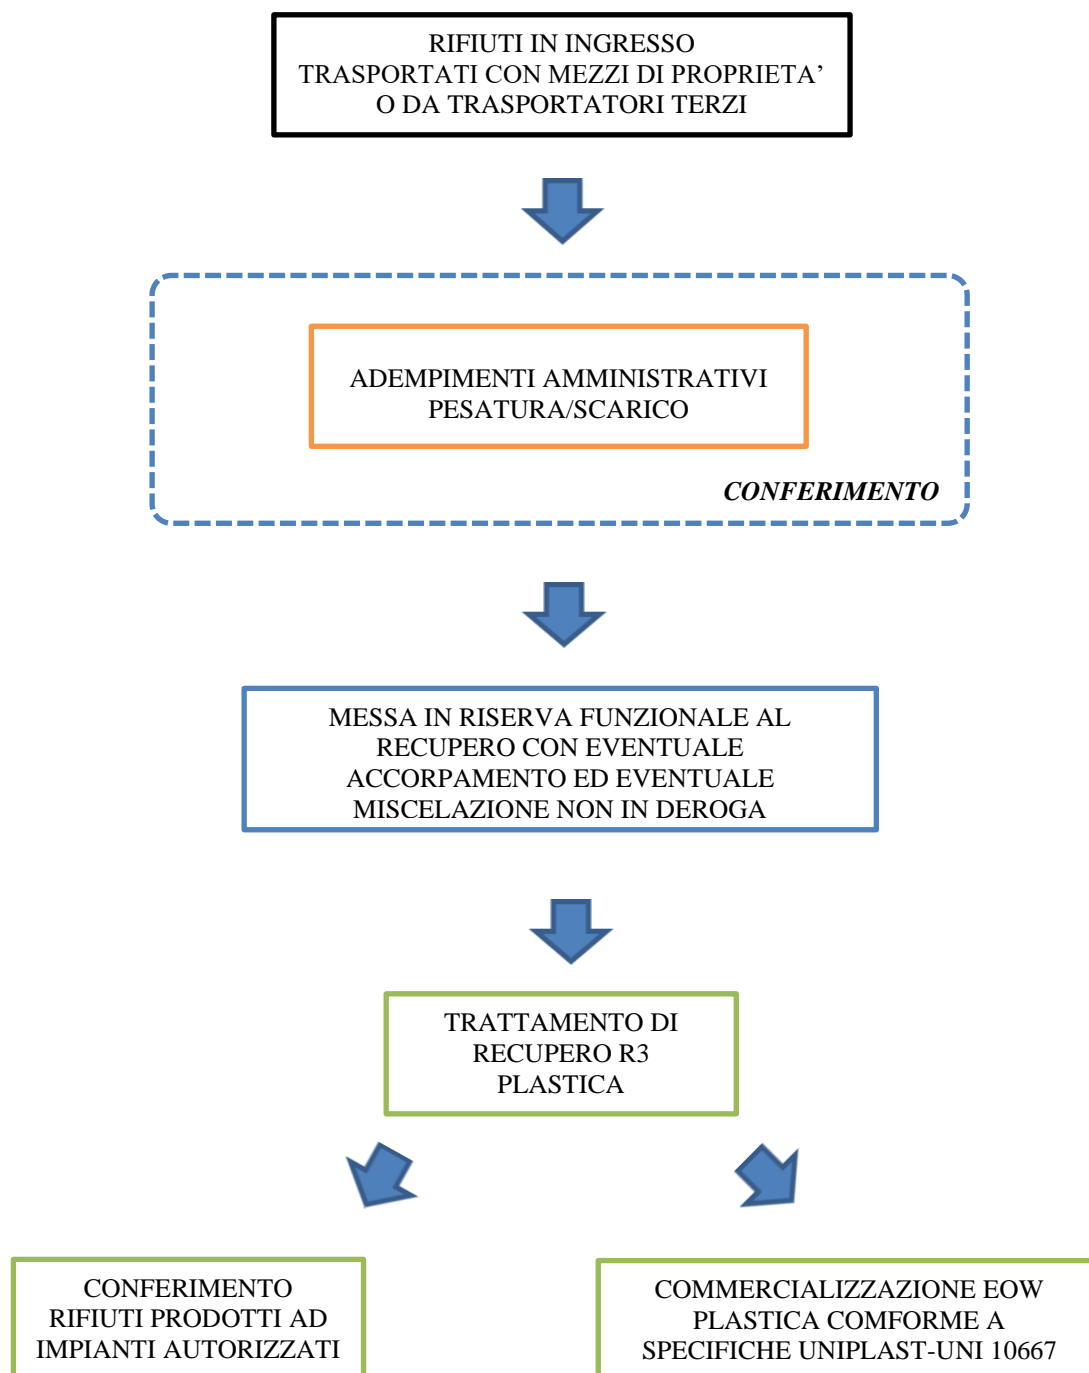 RIFIUTI IN INGRESSO
TRASPORTATI CON MEZZI DI PROPRIETA’
O DA TRASPORTATORI TERZI
ADEMPIMENTI AMMINISTRATIVI
PESATURA/SCARICO
CONFERIMENTO
MESSA IN RISERVA FUNZIONALE AL
RECUPERO CON EVENTUALE
ACCORPAMENTO ED EVENTUALE
MISCELAZIONE NON IN DEROGA
TRATTAMENTO DI
RECUPERO R3
PLASTICA
CONFERIMENTO
RIFIUTI PRODOTTI AD
IMPIANTI AUTORIZZATI
COMMERCIALIZZAZIONE EOW
PLASTICA COMFORME A
SPECIFICHE UNIPLAST-UNI 10667